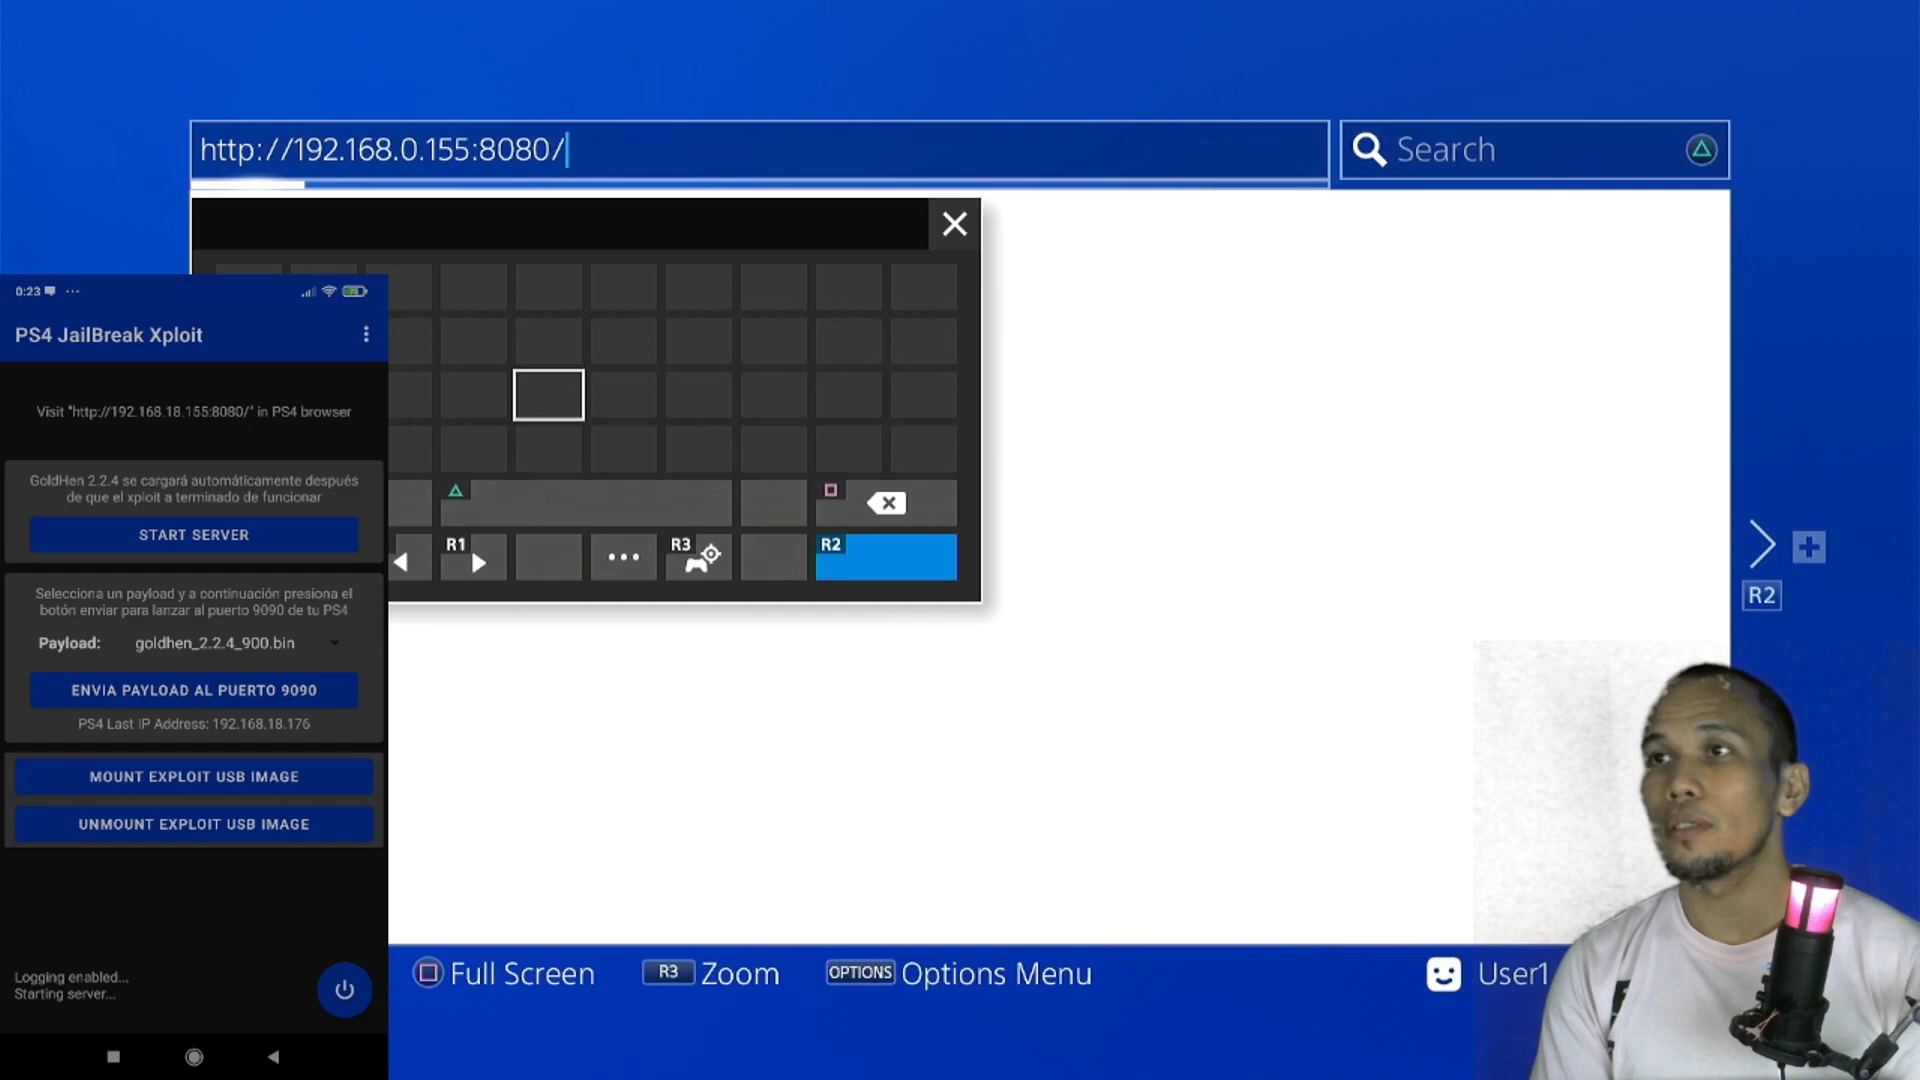 http://192.168.0.155:8080/
Search
R1
R3
R2
R2
Full Screen
R3 Zoom
OPTIONS Options Menu
User1
0:23
PS4 JailBreak Xploit
Visit "http://192.168.18.155:8080/" in PS4 browser
GoldHen 2.2.4 se cargará automáticamente después
de que el xploit a terminado de funcionar
START SERVER
Selecciona un payload y a continuación presiona el
botón enviar para lanzar al puerto 9090 de tu PS4
Payload: goldhen_2.2.4_900.bin
ENVIA PAYLOAD AL PUERTO 9090
PS4 Last IP Address: 192.168.18.176
MOUNT EXPLOIT USB IMAGE
UNMOUNT EXPLOIT USB IMAGE
Logging enabled...
Starting server...